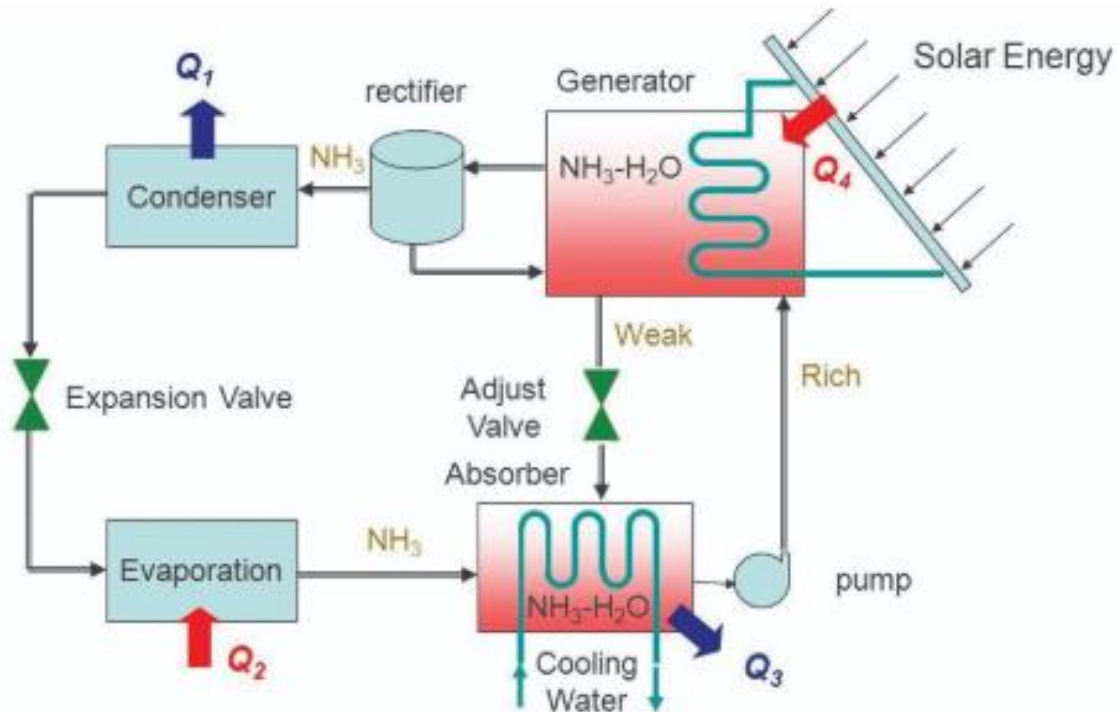 Q1
Solar Energy
Generator
rectifier
NH3
NH3-H2O
Q4
Condenser
Weak
Rich
Expansion Valve
Adjust
Valve
Absorber
NH3
Evaporation
NH3-H2O
pump
Q2
Cooling
Water
Q3